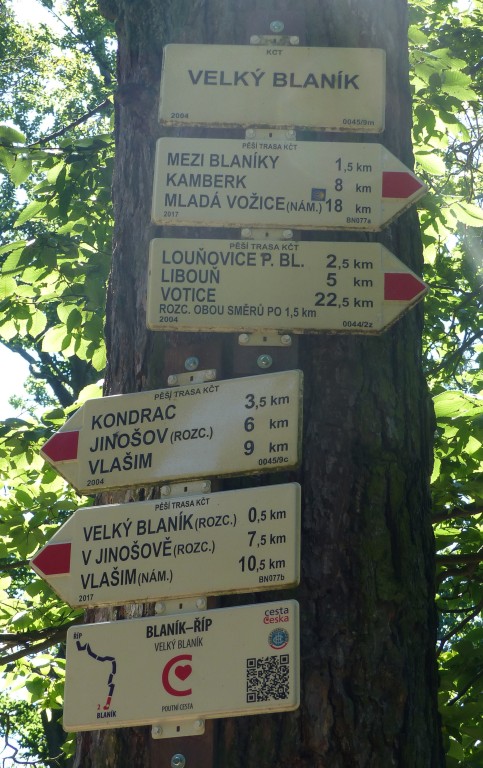 KČT
VELKÝ BLANÍK
2004 0045/9m
PĚŠÍ TRASA KČT
MEZI BLANÍKY 1,5 km
KAMBERK 8 km
MLADÁ VOŽICE (NÁM.) 18 km
2017 BN077a
PĚŠÍ TRASA KČT
LOUŇOVICE P. BL. 2,5 km
LIBOUŇ 5 km
VOTICE 22,5 km
ROZC. OBOU SMĚRŮ PO 1,5 km
2004 0044/2z
PĚŠÍ TRASA KČT
KONDRAC 3,5 km
JINOŠOV (ROZC.) 6 km
VLAŠIM 9 km
2004 0045/9c
PĚŠÍ TRASA KČT
VELKÝ BLANÍK (ROZC.) 0,5 km
V JINOŠOVĚ (ROZC.) 7,5 km
VLAŠIM (NÁM.) 10,5 km
2017 BN077b
BLANÍK–ŘÍP
VELKÝ BLANÍK
ŘÍP
2
BLANÍK
POUTNÍ CESTA
cesta
česka